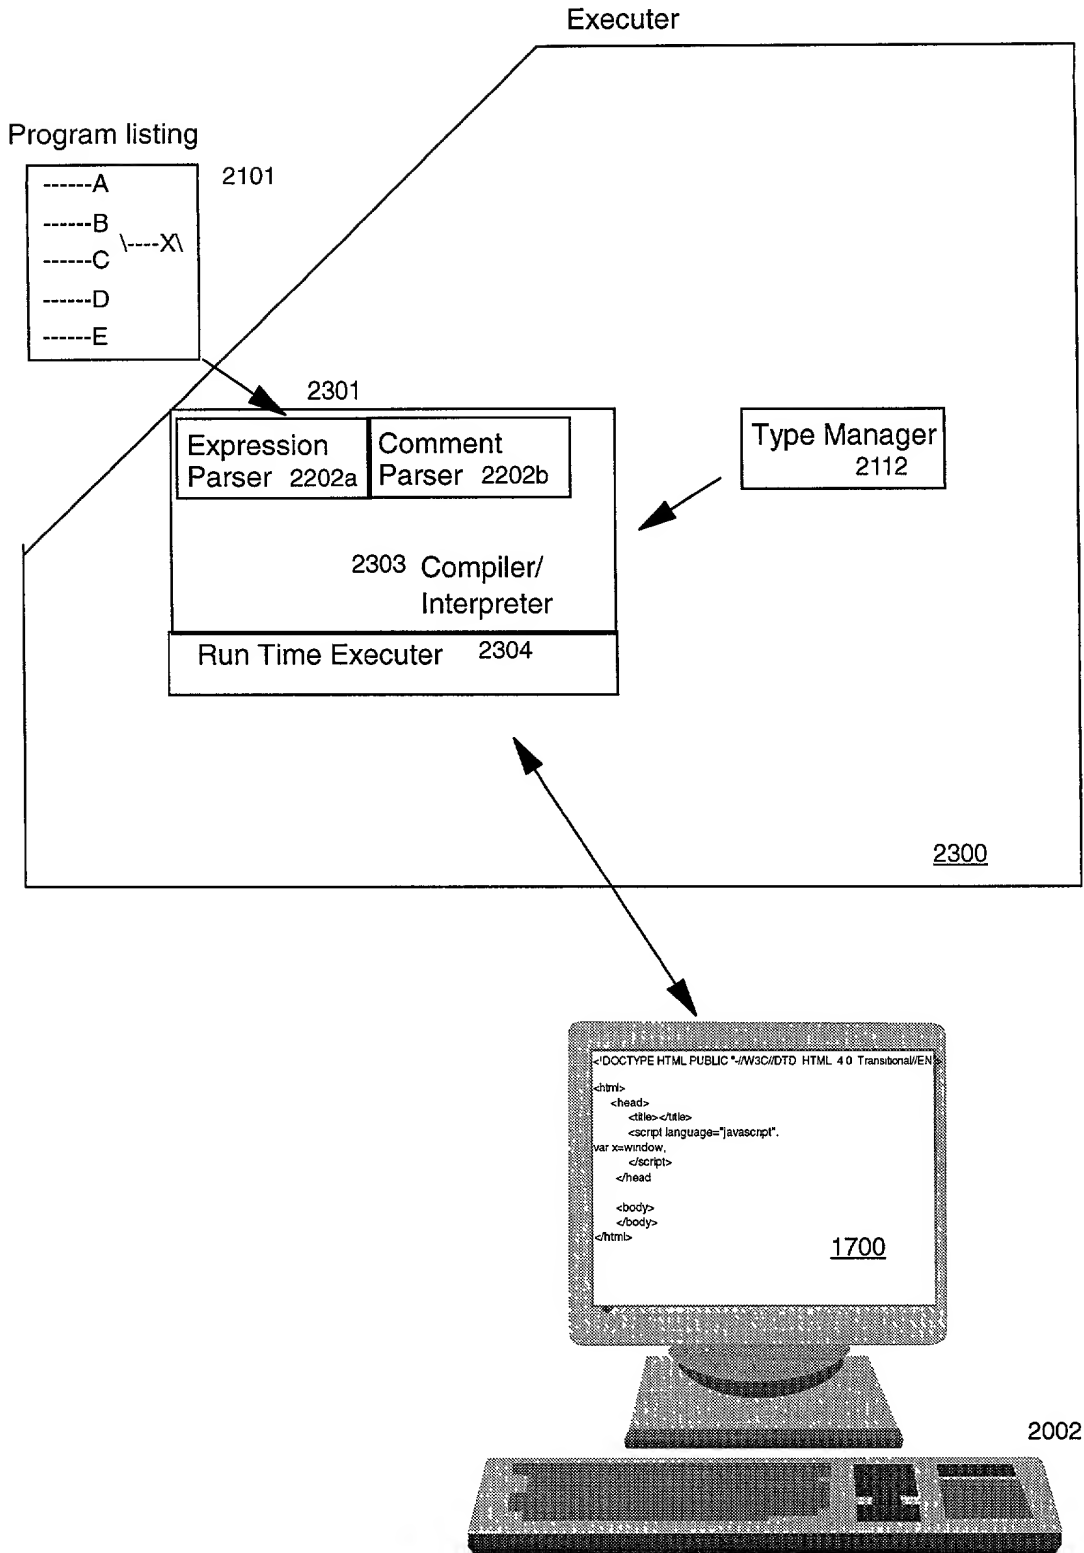 Executer
Program listing
2101
------A
------B
\----X\
------C
------D
------E
2301
Expression
Parser 2202a
Comment
Parser 2202b
Type Manager
2112
2303 Compiler/
Interpreter
Run Time Executer 2304
2300
<!DOCTYPE HTML PUBLIC "-//W3C//DTD HTML 4 0 Transitional//EN">
<html>
<head>
<title></title>
<script language="javascript".
var x=window,
</script>
</head
<body>
</body>
</html>
1700
2002